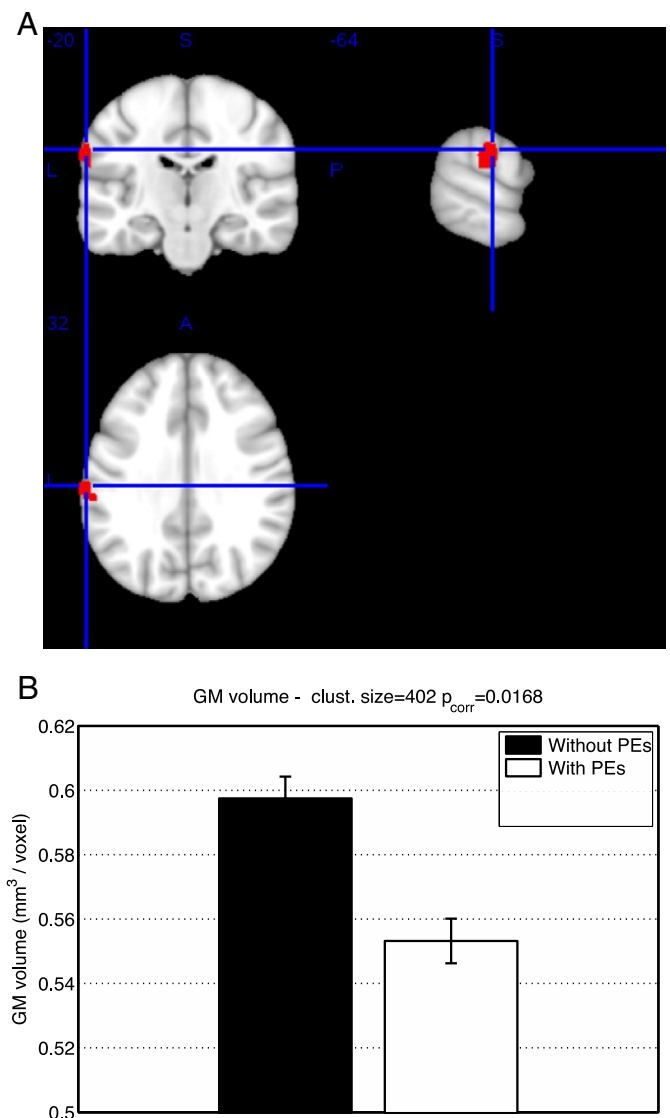 A
-20 S -64 S
L P
32 A
L
B
GM volume - clust. size=402 p_corr=0.0168
0.62
0.6
0.58
0.56
0.54
0.52
0.5
GM volume (mm³ / voxel)
Without PEs
With PEs